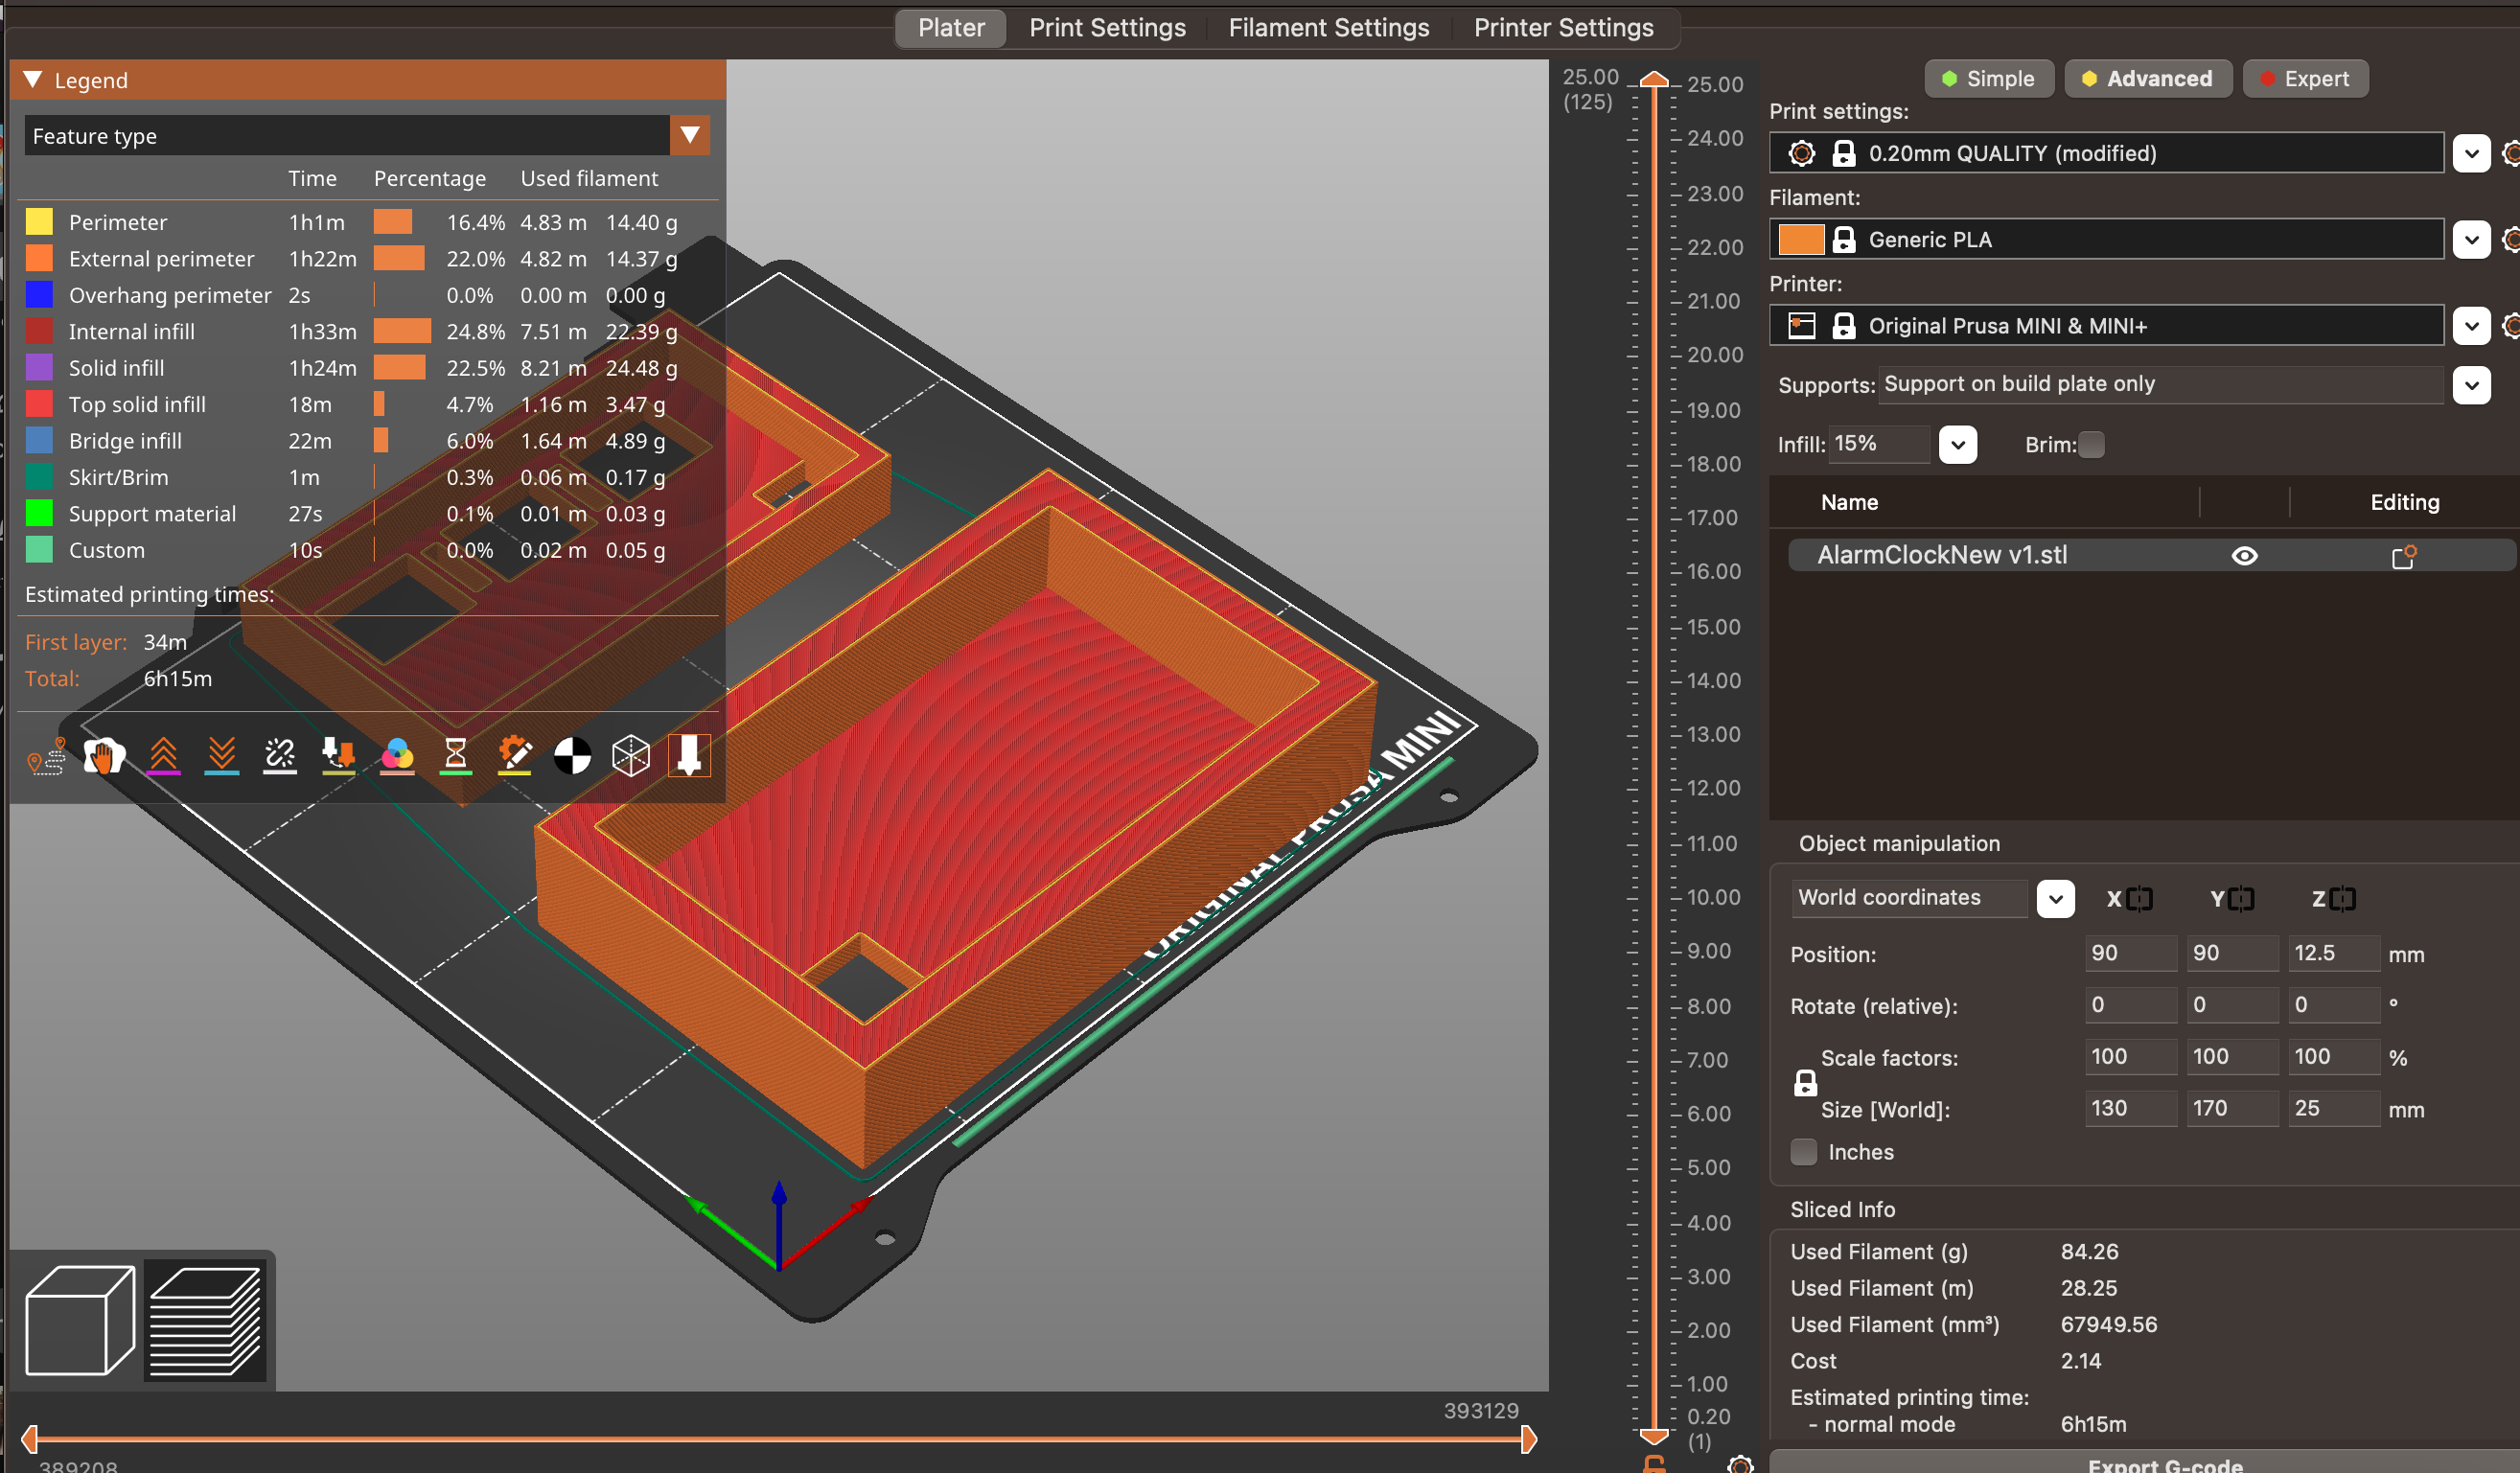 Plater Print Settings Filament Settings Printer Settings
Legend
Feature type
Time Percentage Used filament
Perimeter 1h1m 16.4% 4.83 m 14.40 g
External perimeter 1h22m 22.0% 4.82 m 14.37 g
Overhang perimeter 2s 0.0% 0.00 m 0.00 g
Internal infill 1h33m 24.8% 7.51 m 22.39 g
Solid infill 1h24m 22.5% 8.21 m 24.48 g
Top solid infill 18m 4.7% 1.16 m 3.47 g
Bridge infill 22m 6.0% 1.64 m 4.89 g
Skirt/Brim 1m 0.3% 0.06 m 0.17 g
Support material 27s 0.1% 0.01 m 0.03 g
Custom 10s 0.0% 0.02 m 0.05 g
Estimated printing times:
First layer: 34m
Total: 6h15m
ORIGINAL PRUSA MINI
389208
393129
25.00
(125)
25.00
24.00
23.00
22.00
21.00
20.00
19.00
18.00
17.00
16.00
15.00
14.00
13.00
12.00
11.00
10.00
9.00
8.00
7.00
6.00
5.00
4.00
3.00
2.00
1.00
0.20
(1)
Simple Advanced Expert
Print settings:
0.20mm QUALITY (modified)
Filament:
Generic PLA
Printer:
Original Prusa MINI & MINI+
Supports: Support on build plate only
Infill: 15% Brim:
Name Editing
AlarmClockNew v1.stl
Object manipulation
World coordinates X Y Z
Position: 90 90 12.5 mm
Rotate (relative): 0 0 0 °
Scale factors: 100 100 100 %
Size [World]: 130 170 25 mm
Inches
Sliced Info
Used Filament (g) 84.26
Used Filament (m) 28.25
Used Filament (mm³) 67949.56
Cost 2.14
Estimated printing time:
- normal mode 6h15m
Export G-code